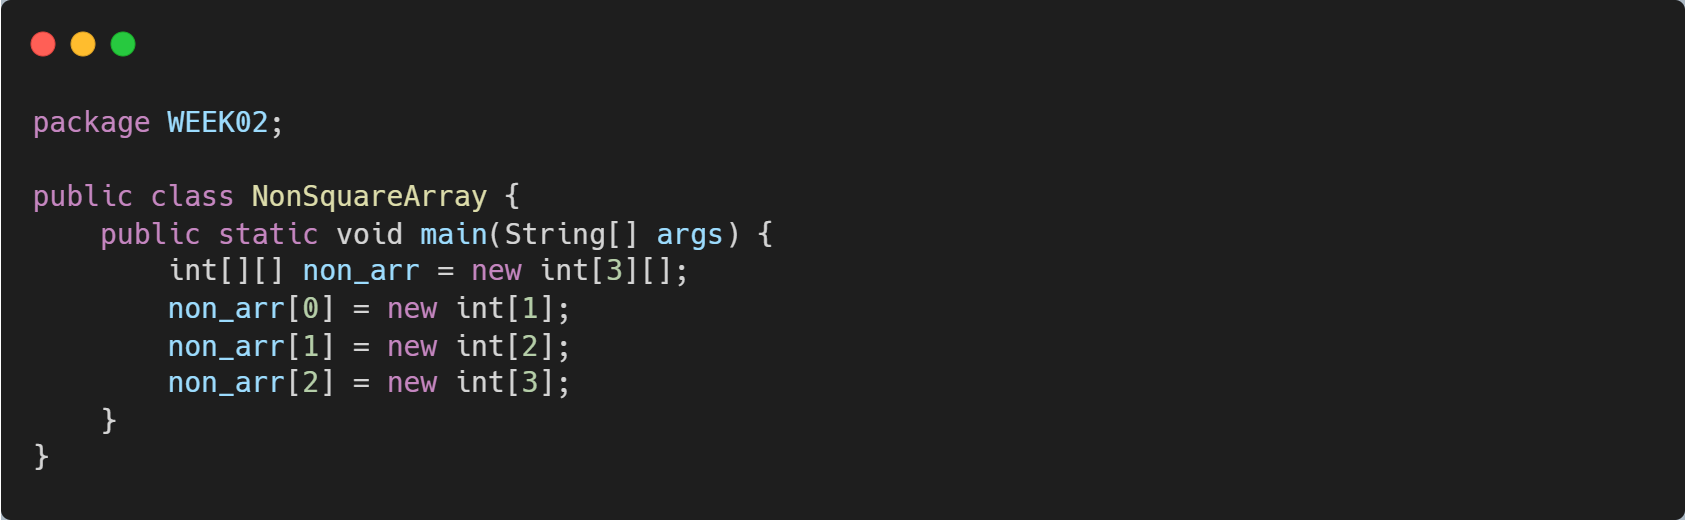 package WEEK02;

public class NonSquareArray {
    public static void main(String[] args) {
        int[][] non_arr = new int[3][];
        non_arr[0] = new int[1];
        non_arr[1] = new int[2];
        non_arr[2] = new int[3];
    }
}